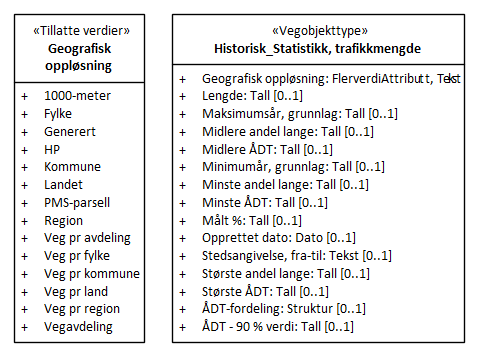 «Tillatte verdier»
Geografisk
oppløsning
+ 1000-meter
+ Fylke
+ Generert
+ HP
+ Kommune
+ Landet
+ PMS-parsell
+ Region
+ Veg pr avdeling
+ Veg pr fylke
+ Veg pr kommune
+ Veg pr land
+ Veg pr region
+ Vegavdeling
«Vegobjekttype»
Historisk_Statistikk, trafikkmengde
+ Geografisk oppløsning: FlerverdiAttributt, Tekst
+ Lengde: Tall [0..1]
+ Maksimumsår, grunnlag: Tall [0..1]
+ Midlere andel lange: Tall [0..1]
+ Midlere ÅDT: Tall [0..1]
+ Minimumår, grunnlag: Tall [0..1]
+ Minste andel lange: Tall [0..1]
+ Minste ÅDT: Tall [0..1]
+ Målt %: Tall [0..1]
+ Opprettet dato: Dato [0..1]
+ Stedsangivelse, fra-til: Tekst [0..1]
+ Største andel lange: Tall [0..1]
+ Største ÅDT: Tall [0..1]
+ ÅDT-fordeling: Struktur [0..1]
+ ÅDT - 90 % verdi: Tall [0..1]